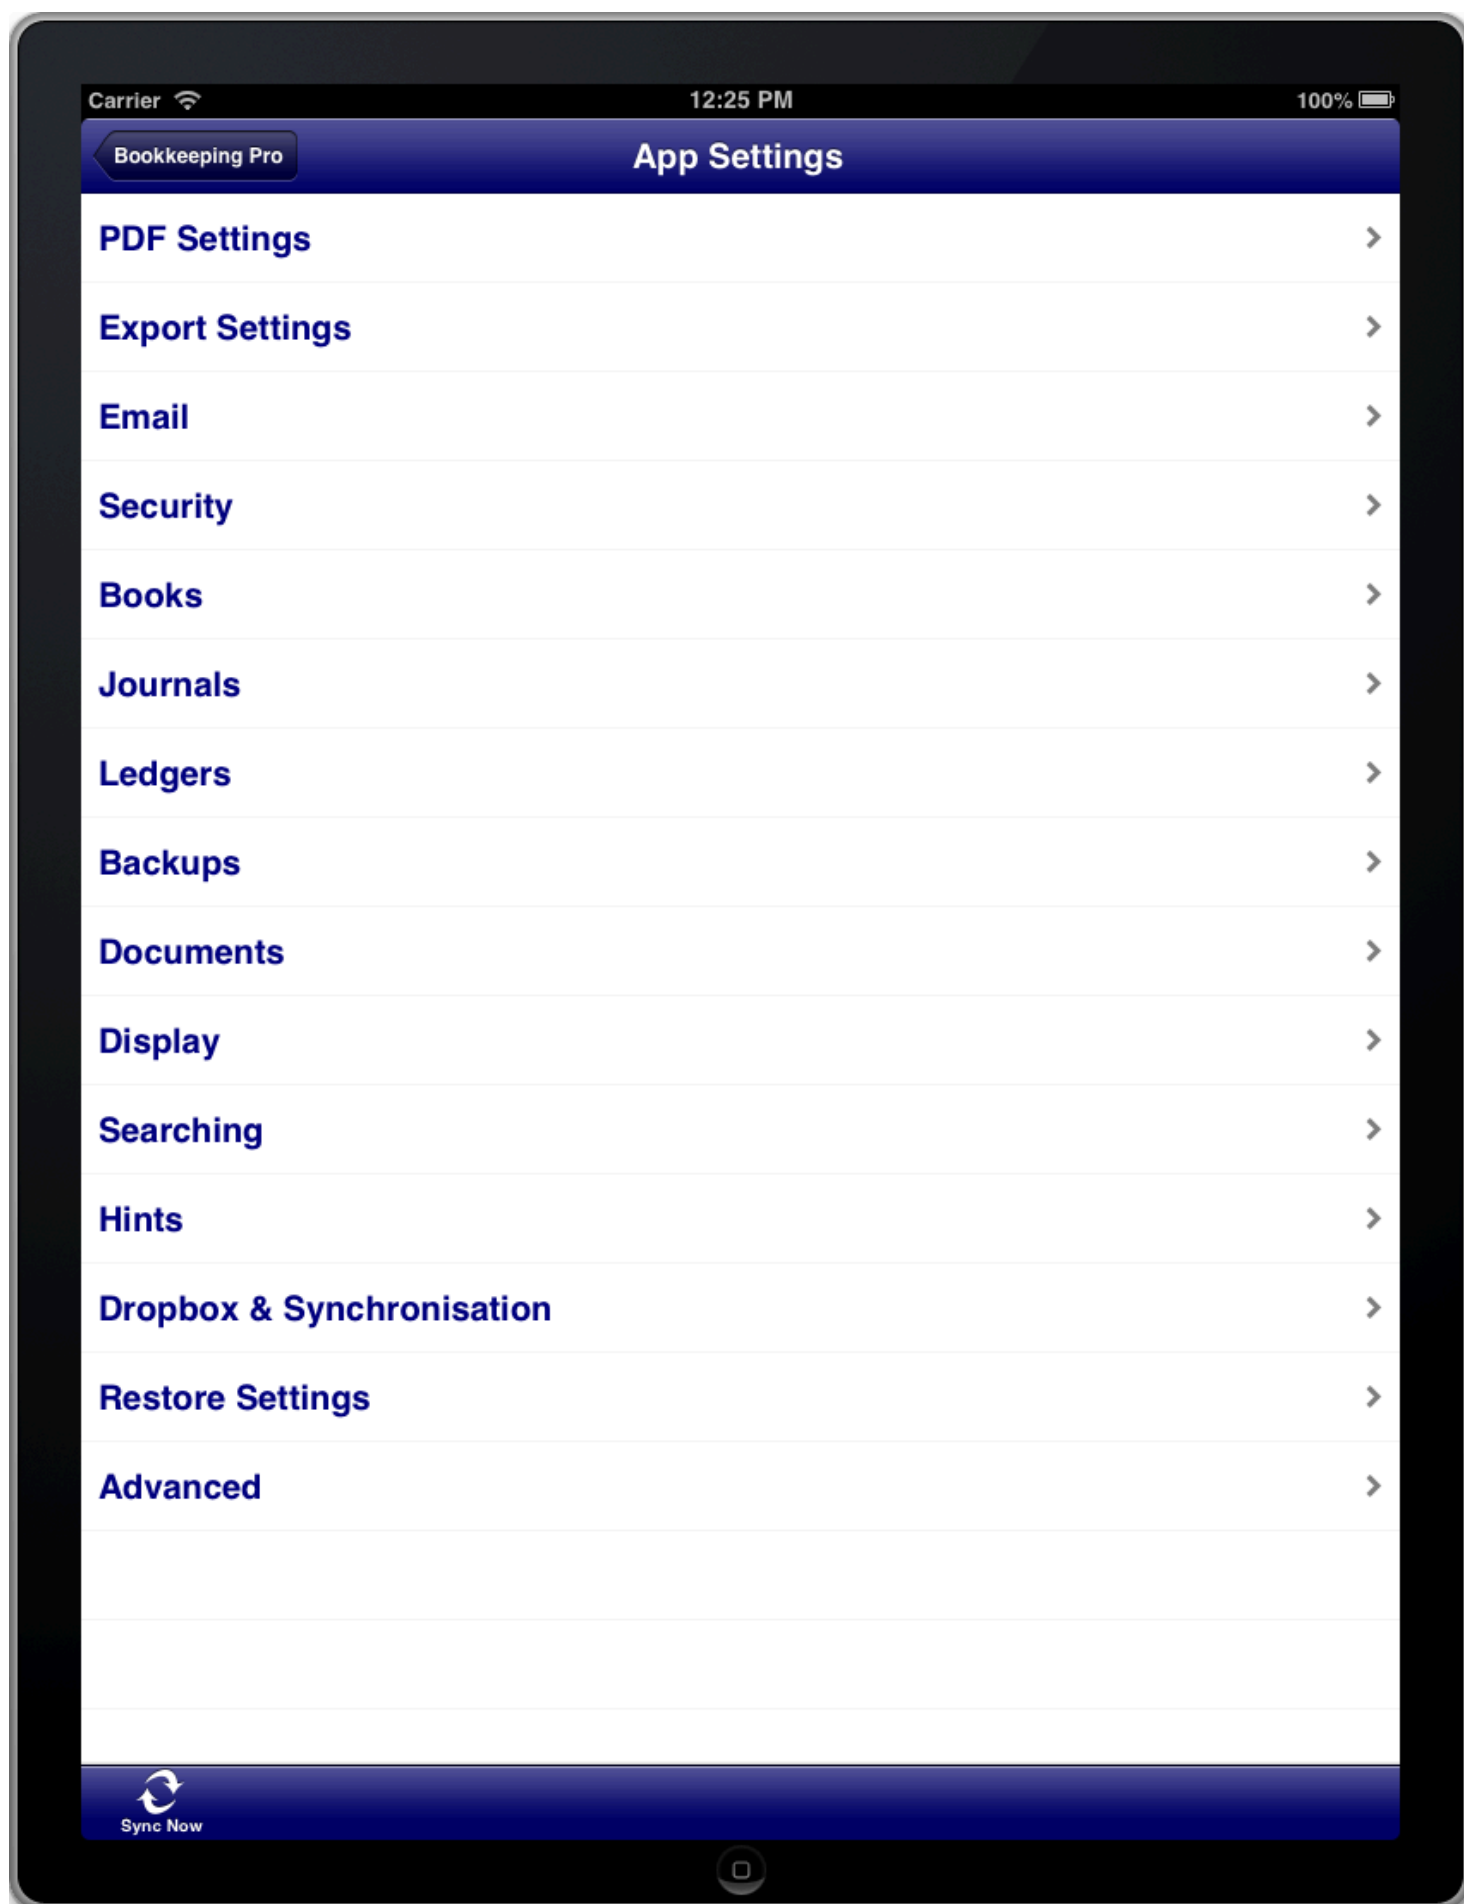 Carrier 12:25 PM 100%
Bookkeeping Pro App Settings
PDF Settings
Export Settings
Email
Security
Books
Journals
Ledgers
Backups
Documents
Display
Searching
Hints
Dropbox & Synchronisation
Restore Settings
Advanced
Sync Now